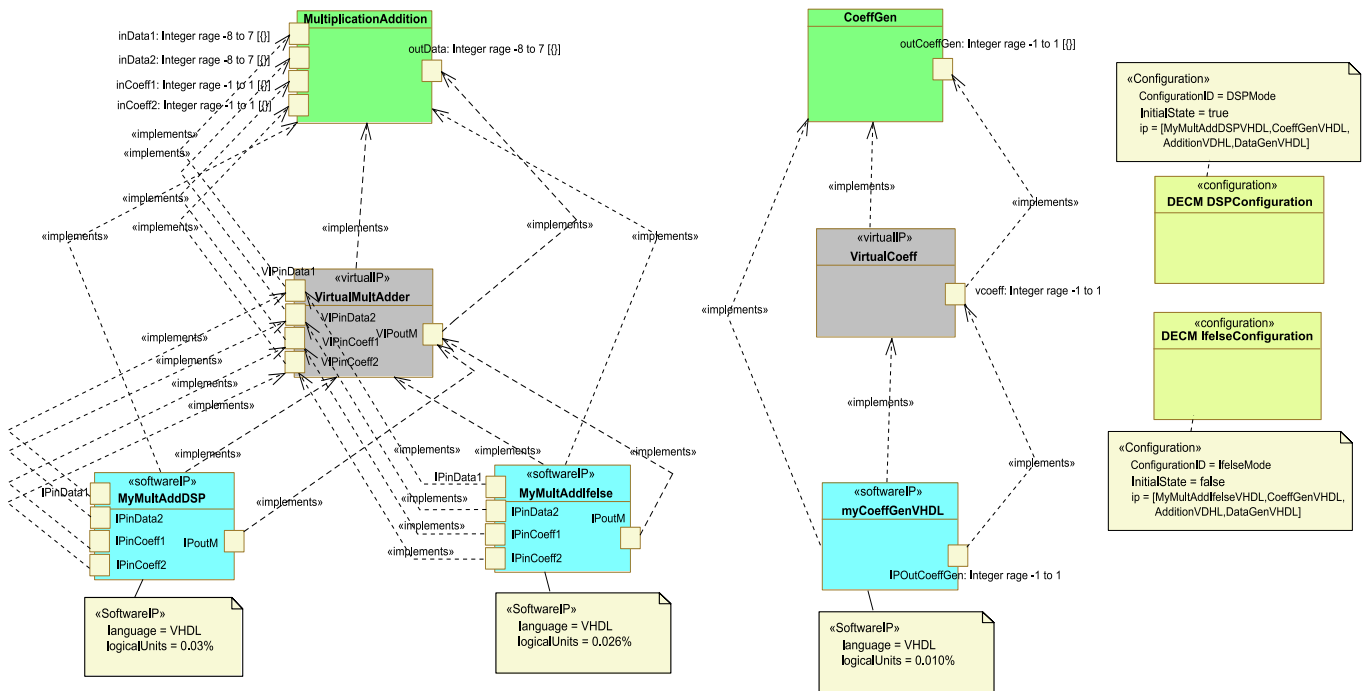 MultiplicationAddition
inData1: Integer rage -8 to 7 [{}]
inData2: Integer rage -8 to 7 [{}]
inCoeff1: Integer rage -1 to 1 [{}]
inCoeff2: Integer rage -1 to 1 [{}]
outData: Integer rage -8 to 7 [{}]
«implements»
«implements»
«implements»
«implements»
«implements»
«implements»
«implements»
«implements»
«virtualIP»
VirtualMultAdder
VIPinData1
VIPinData2
VIPinCoeff1
VIPinCoeff2
VIPoutM
«implements»
«implements»
«implements»
«implements»
«implements»
«implements»
«implements»
«implements»
«implements»
«implements»
«implements»
«implements»
«softwareIP»
MyMultAddDSP
IPinData1
IPinData2
IPinCoeff1
IPinCoeff2
IPoutM
«SoftwareIP»
language = VHDL
logicalUnits = 0.03%
«softwareIP»
MyMultAddIfelse
IPinData1
IPinData2
IPinCoeff1
IPinCoeff2
IPoutM
«SoftwareIP»
language = VHDL
logicalUnits = 0.026%
CoeffGen
outCoeffGen: Integer rage -1 to 1 [{}]
«implements»
«implements»
«implements»
«virtualIP»
VirtualCoeff
vcoeff: Integer rage -1 to 1
«implements»
«implements»
«softwareIP»
myCoeffGenVHDL
IPOutCoeffGen: Integer rage -1 to 1
«SoftwareIP»
language = VHDL
logicalUnits = 0.010%
«Configuration»
ConfigurationID = DSPMode
InitialState = true
ip = [MyMultAddDSPVHDL,CoeffGenVHDL,
AdditionVDHL,DataGenVHDL]
«configuration»
DECM DSPConfiguration
«configuration»
DECM IfelseConfiguration
«Configuration»
ConfigurationID = IfelseMode
InitialState = false
ip = [MyMultAddIfelseVHDL,CoeffGenVHDL,
AdditionVDHL,DataGenVHDL]